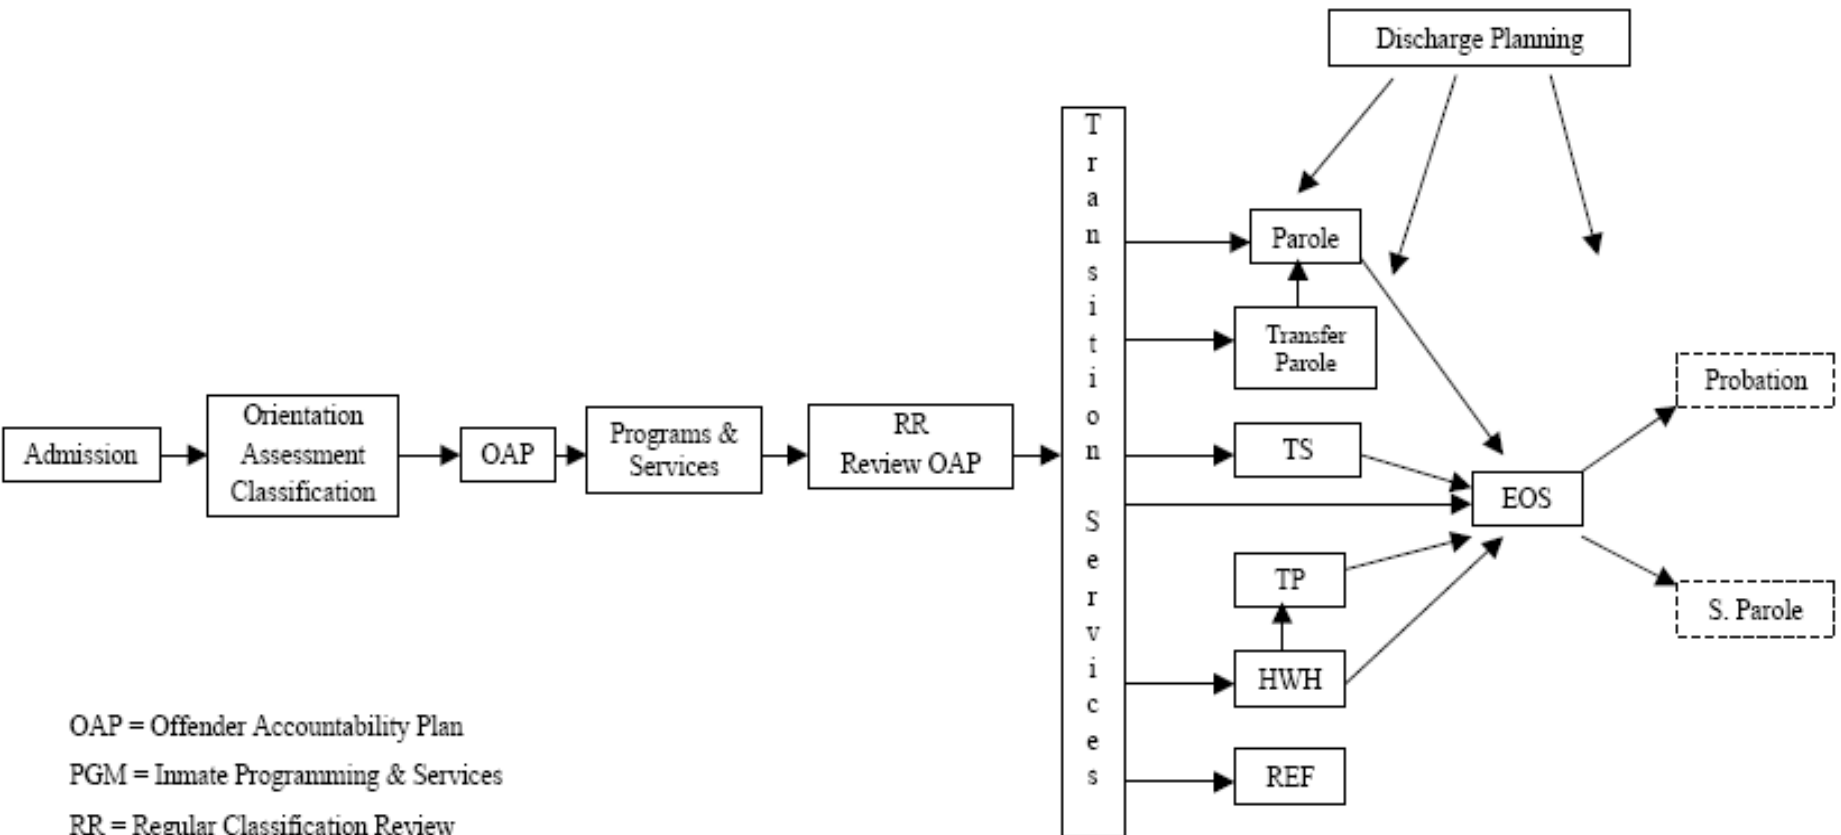 Discharge Planning
Transition Services
Parole
Transfer
Parole
Probation
Admission
Orientation
Assessment
Classification
OAP
Programs &
Services
RR
Review OAP
TS
EOS
TP
S. Parole
HWH
REF
OAP = Offender Accountability Plan
PGM = Inmate Programming & Services
RR = Regular Classification Review